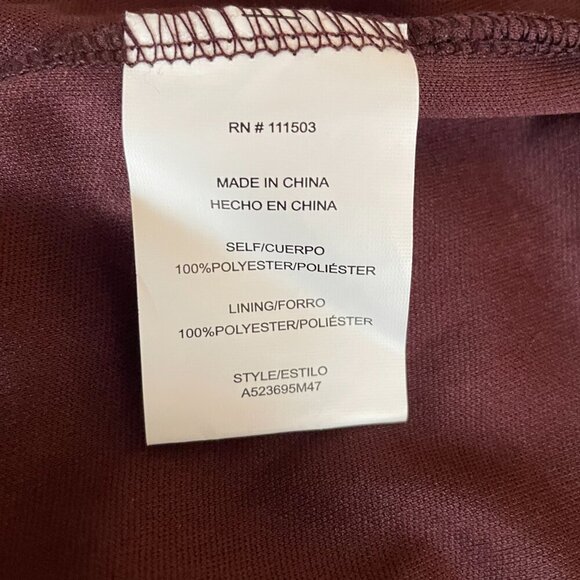 RN # 111503
MADE IN CHINA
HECHO EN CHINA
SELF/CUERPO
100%POLYESTER/POLIÉSTER
LINING/FORRO
100%POLYESTER/POLIÉSTER
STYLE/ESTILO
A523695M47